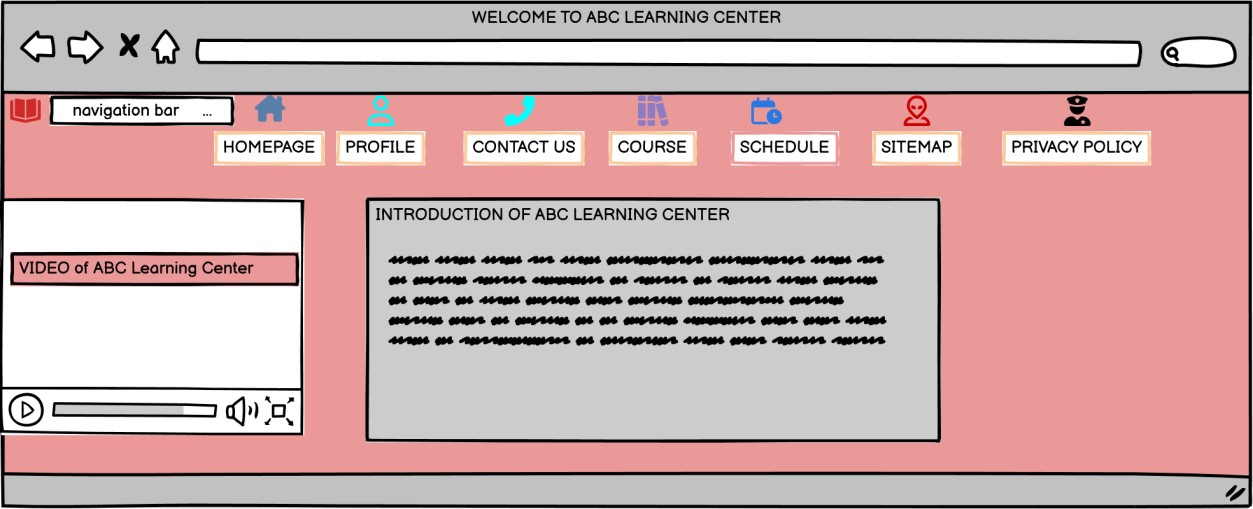 WELCOME TO ABC LEARNING CENTER
navigation bar ...
HOMEPAGE PROFILE CONTACT US COURSE SCHEDULE SITEMAP PRIVACY POLICY
VIDEO of ABC Learning Center
INTRODUCTION OF ABC LEARNING CENTER